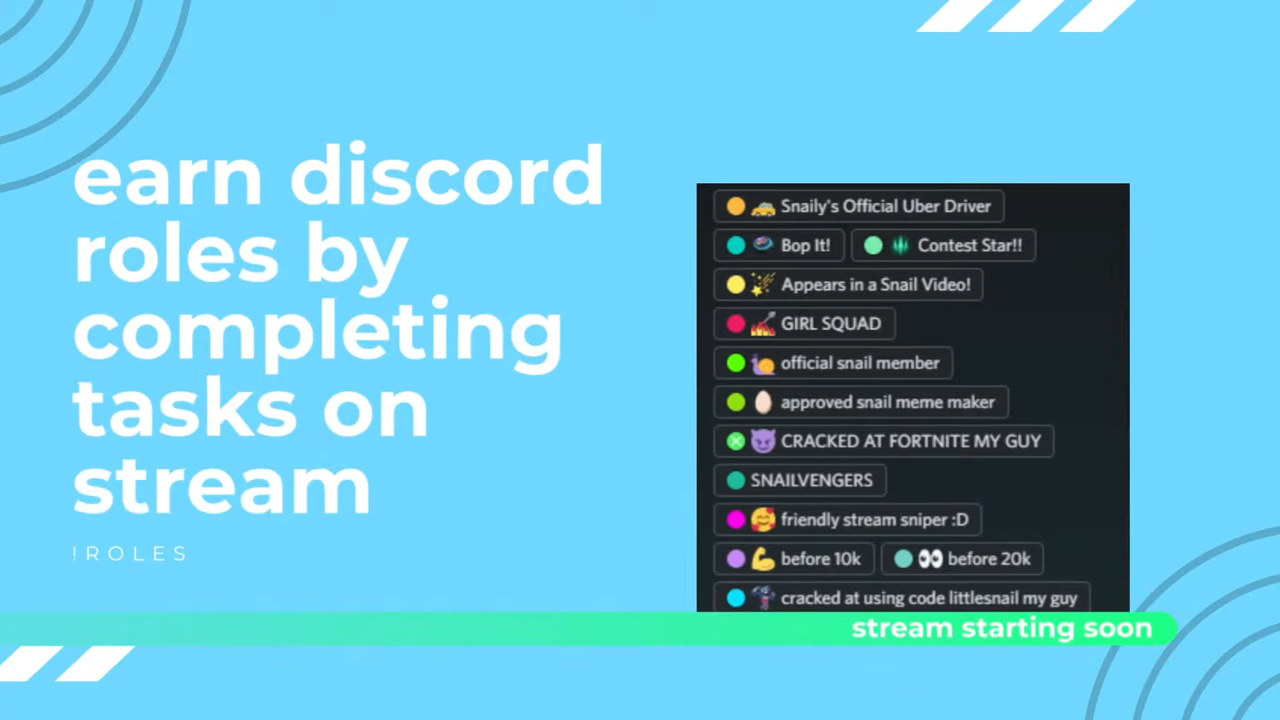 earn discord
roles by
completing
tasks on
stream
!ROLES
Snaily's Official Uber Driver
Bop It! Contest Star!!
Appears in a Snail Video!
GIRL SQUAD
official snail member
approved snail meme maker
CRACKED AT FORTNITE MY GUY
SNAILVENGERS
friendly stream sniper :D
before 10k before 20k
cracked at using code littlesnail my guy
stream starting soon